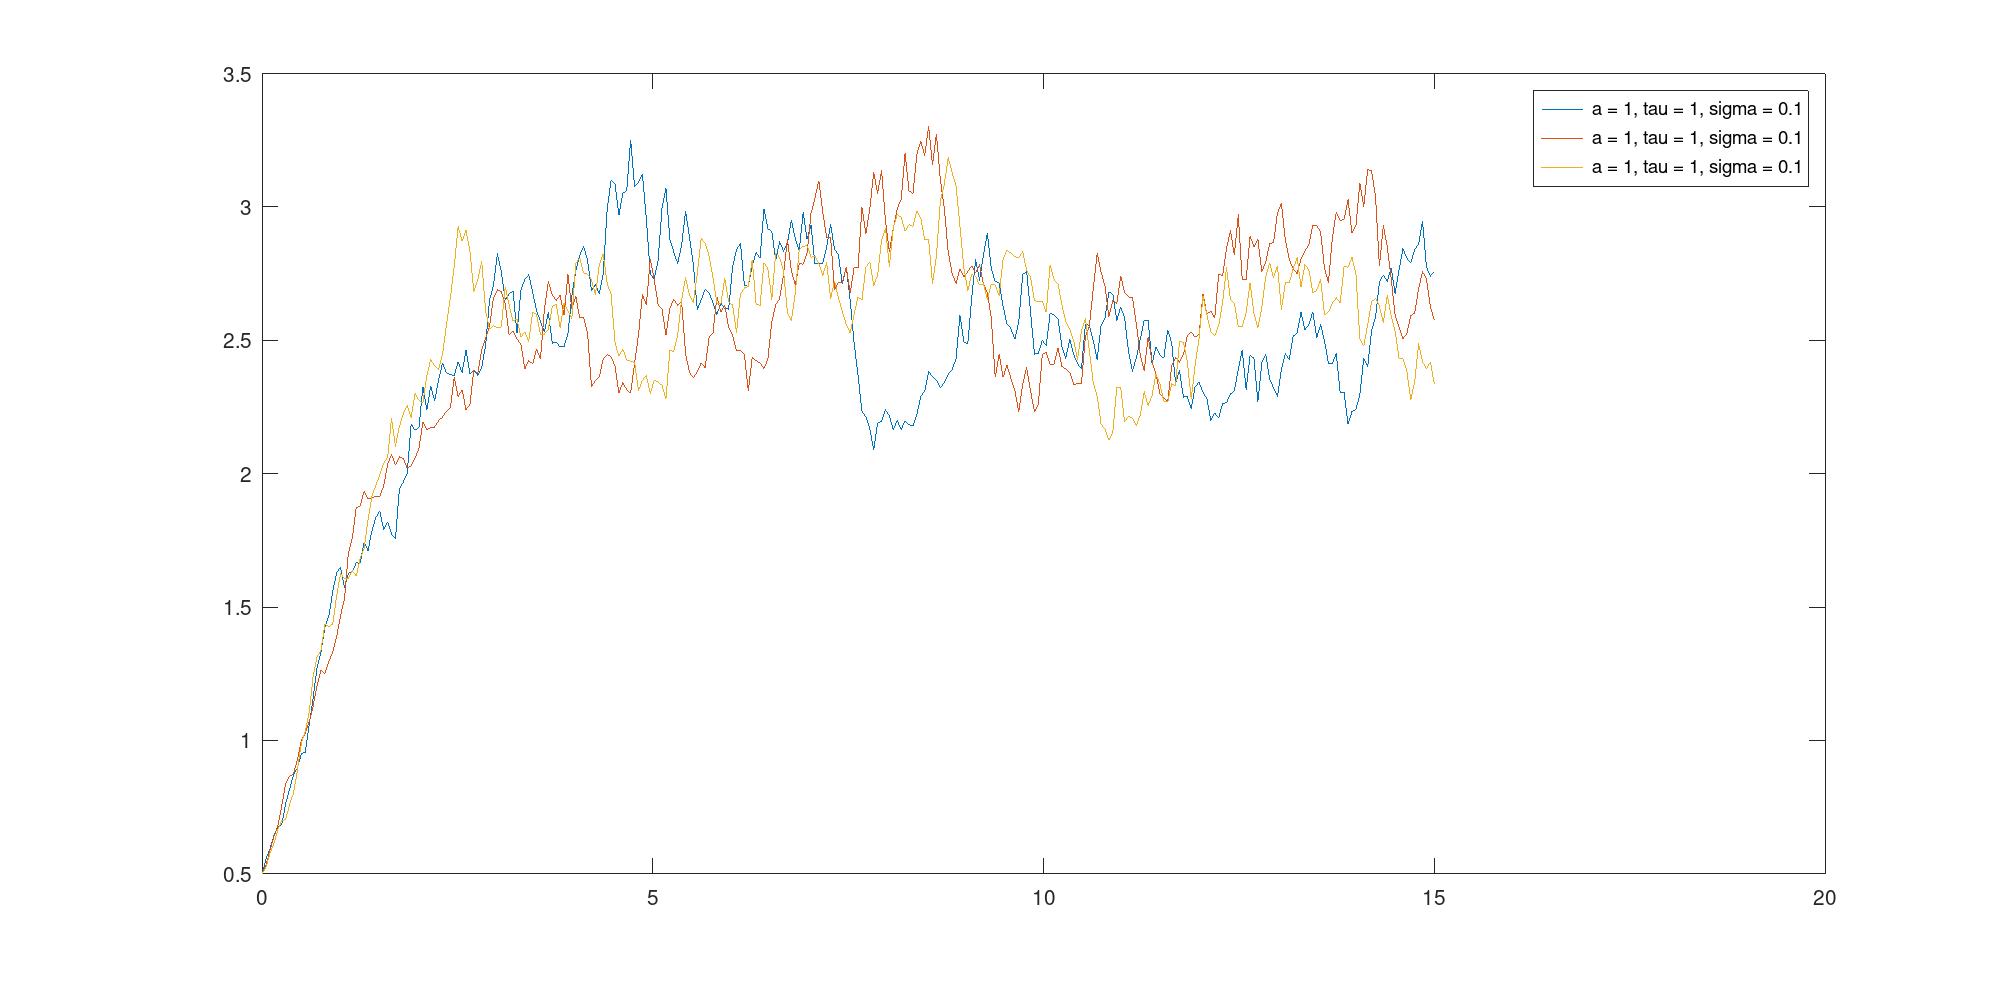 3.5
3
2.5
2
1.5
1
0.5
0 5 10 15 20
a = 1, tau = 1, sigma = 0.1
a = 1, tau = 1, sigma = 0.1
a = 1, tau = 1, sigma = 0.1